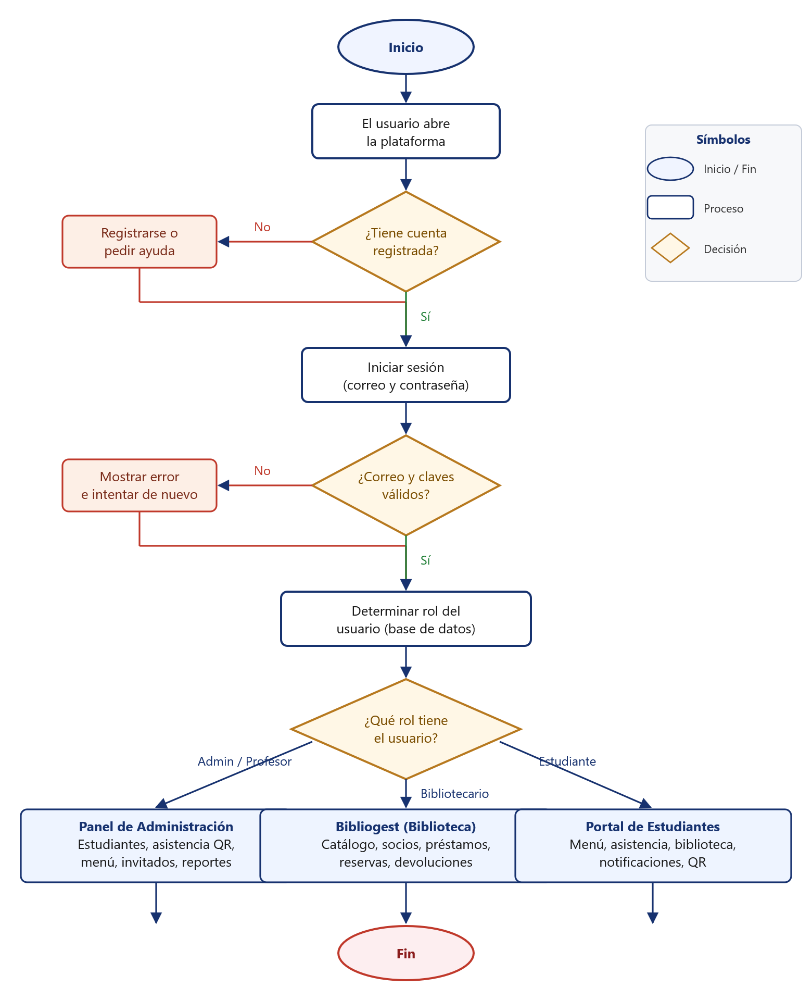 Inicio
El usuario abre
la plataforma
Símbolos
Inicio / Fin
Proceso
Decisión
¿Tiene cuenta
registrada?
No
Registrarse o
pedir ayuda
Sí
Iniciar sesión
(correo y contraseña)
¿Correo y claves
válidos?
No
Mostrar error
e intentar de nuevo
Sí
Determinar rol del
usuario (base de datos)
¿Qué rol tiene
el usuario?
Admin / Profesor
Estudiante
Bibliotecario
Panel de Administración
Estudiantes, asistencia QR,
menú, invitados, reportes
Bibliogest (Biblioteca)
Catálogo, socios, préstamos,
reservas, devoluciones
Portal de Estudiantes
Menú, asistencia, biblioteca,
notificaciones, QR
Fin